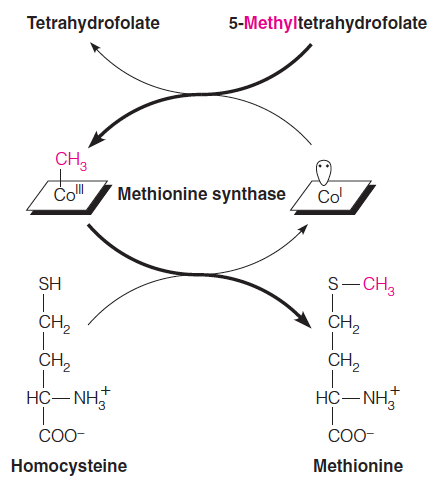 Tetrahydrofolate 5-Methyltetrahydrofolate
CH₃
Coᴵᴵᴵ Methionine synthase Coᴵ
SH S—CH₃
CH₂ CH₂
CH₂ CH₂
HC—NH₃⁺ HC—NH₃⁺
COO⁻ COO⁻
Homocysteine Methionine